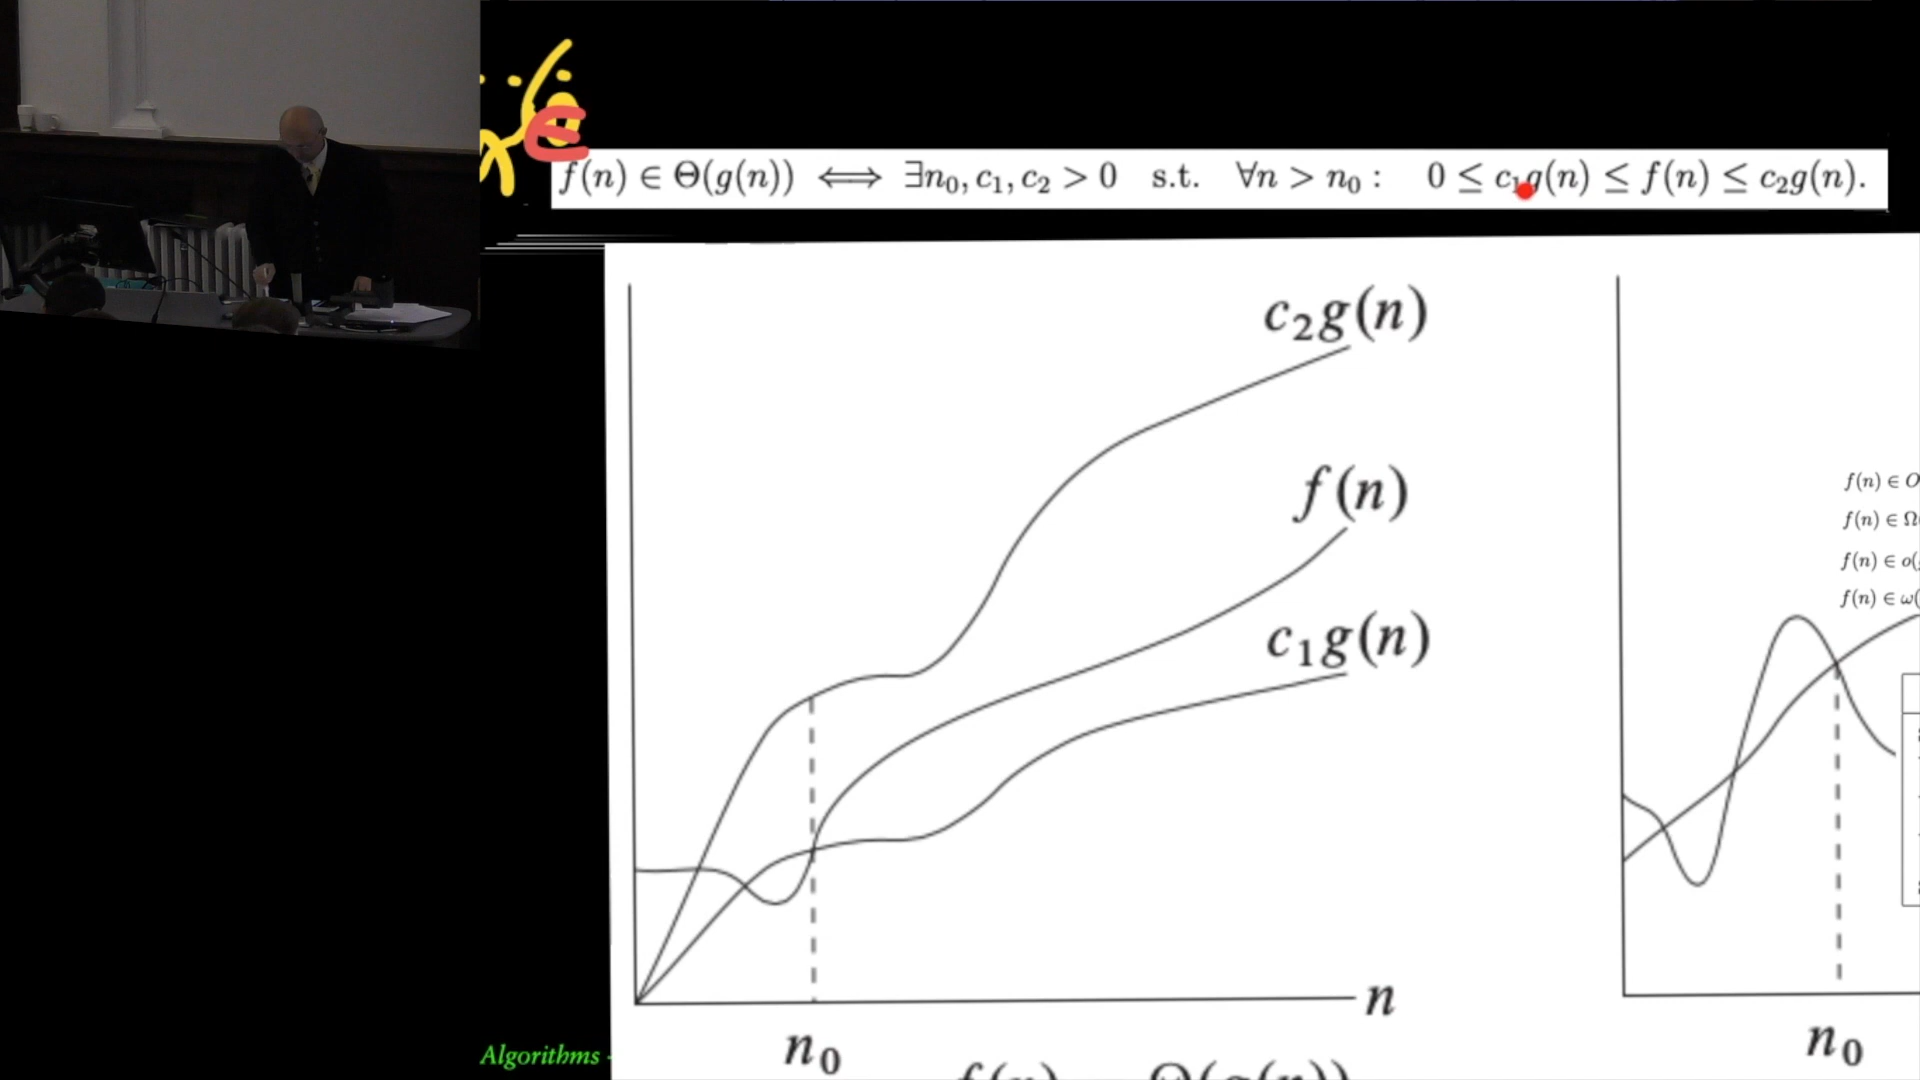 ∈
f(n) ∈ Θ(g(n)) ⟺ ∃n₀, c₁, c₂ > 0 s.t. ∀n > n₀ : 0 ≤ c₁g(n) ≤ f(n) ≤ c₂g(n).
c₂g(n)
f(n)
c₁g(n)
n
n₀
f(n) ∈ O
f(n) ∈ Ω
f(n) ∈ o(
f(n) ∈ ω(
n₀
Algorithms